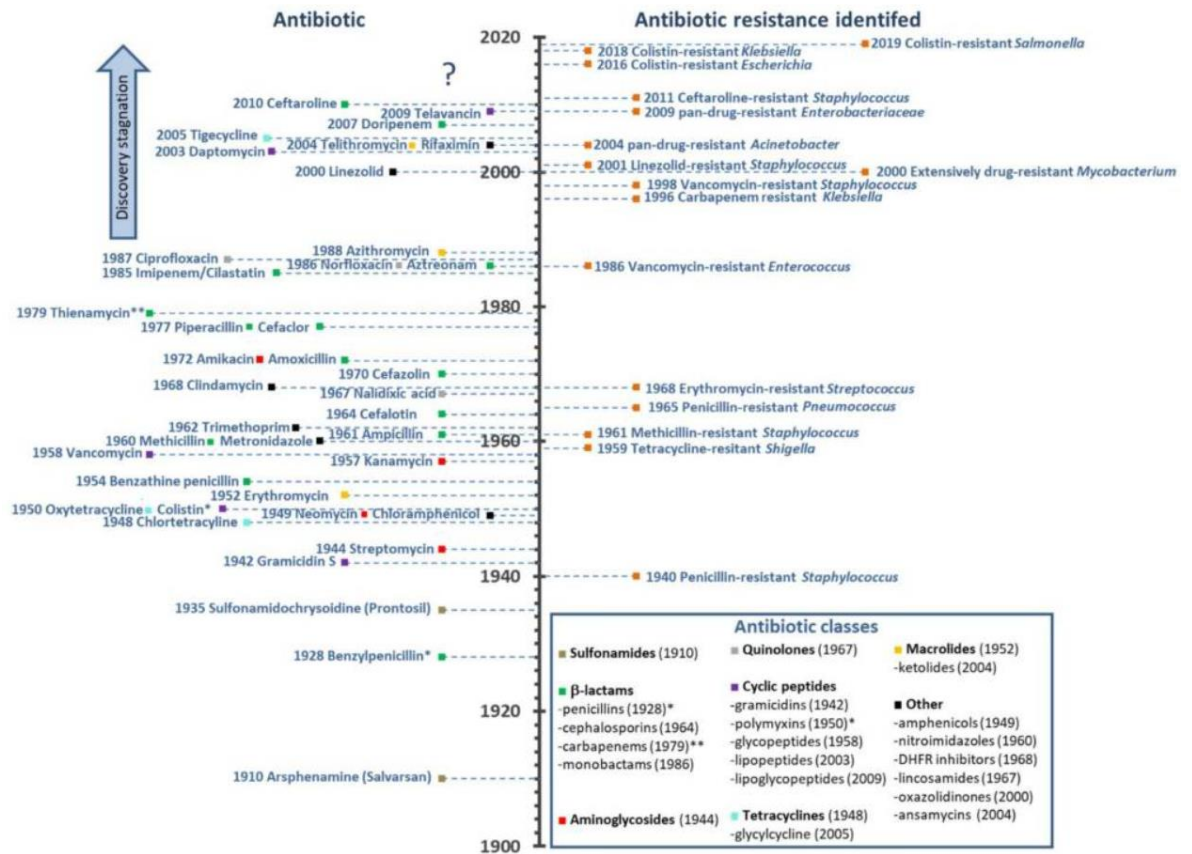 Antibiotic
Antibiotic resistance identifed
Discovery stagnation
?
2020
2000
1980
1960
1940
1920
1900
2010 Ceftaroline
2009 Telavancin
2007 Doripenem
2005 Tigecycline
2004 Telithromycin Rifaximin
2003 Daptomycin
2000 Linezolid
1988 Azithromycin
1987 Ciprofloxacin
1986 Norfloxacin Aztreonam
1985 Imipenem/Cilastatin
1979 Thienamycin**
1977 Piperacillin Cefaclor
1972 Amikacin Amoxicillin
1970 Cefazolin
1968 Clindamycin
1967 Nalidixic acid
1964 Cefalotin
1962 Trimethoprim
1961 Ampicillin
1960 Methicillin Metronidazole
1958 Vancomycin
1957 Kanamycin
1954 Benzathine penicillin
1952 Erythromycin
1950 Oxytetracycline Colistin*
1949 Neomycin Chloramphenicol
1948 Chlortetracyline
1944 Streptomycin
1942 Gramicidin S
1935 Sulfonamidochrysoidine (Prontosil)
1928 Benzylpenicillin*
1910 Arsphenamine (Salvarsan)
2019 Colistin-resistant Salmonella
2018 Colistin-resistant Klebsiella
2016 Colistin-resistant Escherichia
2011 Ceftaroline-resistant Staphylococcus
2009 pan-drug-resistant Enterobacteriaceae
2004 pan-drug-resistant Acinetobacter
2001 Linezolid-resistant Staphylococcus
2000 Extensively drug-resistant Mycobacterium
1998 Vancomycin-resistant Staphylococcus
1996 Carbapenem resistant Klebsiella
1986 Vancomycin-resistant Enterococcus
1968 Erythromycin-resistant Streptococcus
1965 Penicillin-resistant Pneumococcus
1961 Methicillin-resistant Staphylococcus
1959 Tetracycline-resitant Shigella
1940 Penicillin-resistant Staphylococcus
Antibiotic classes
Sulfonamides (1910)
β-lactams
-penicillins (1928)*
-cephalosporins (1964)
-carbapenems (1979)**
-monobactams (1986)
Aminoglycosides (1944)
Quinolones (1967)
Cyclic peptides
-gramicidins (1942)
-polymyxins (1950)*
-glycopeptides (1958)
-lipopeptides (2003)
-lipoglycopeptides (2009)
Tetracyclines (1948)
-glycylcycline (2005)
Macrolides (1952)
-ketolides (2004)
Other
-amphenicols (1949)
-nitroimidazoles (1960)
-DHFR inhibitors (1968)
-lincosamides (1967)
-oxazolidinones (2000)
-ansamycins (2004)